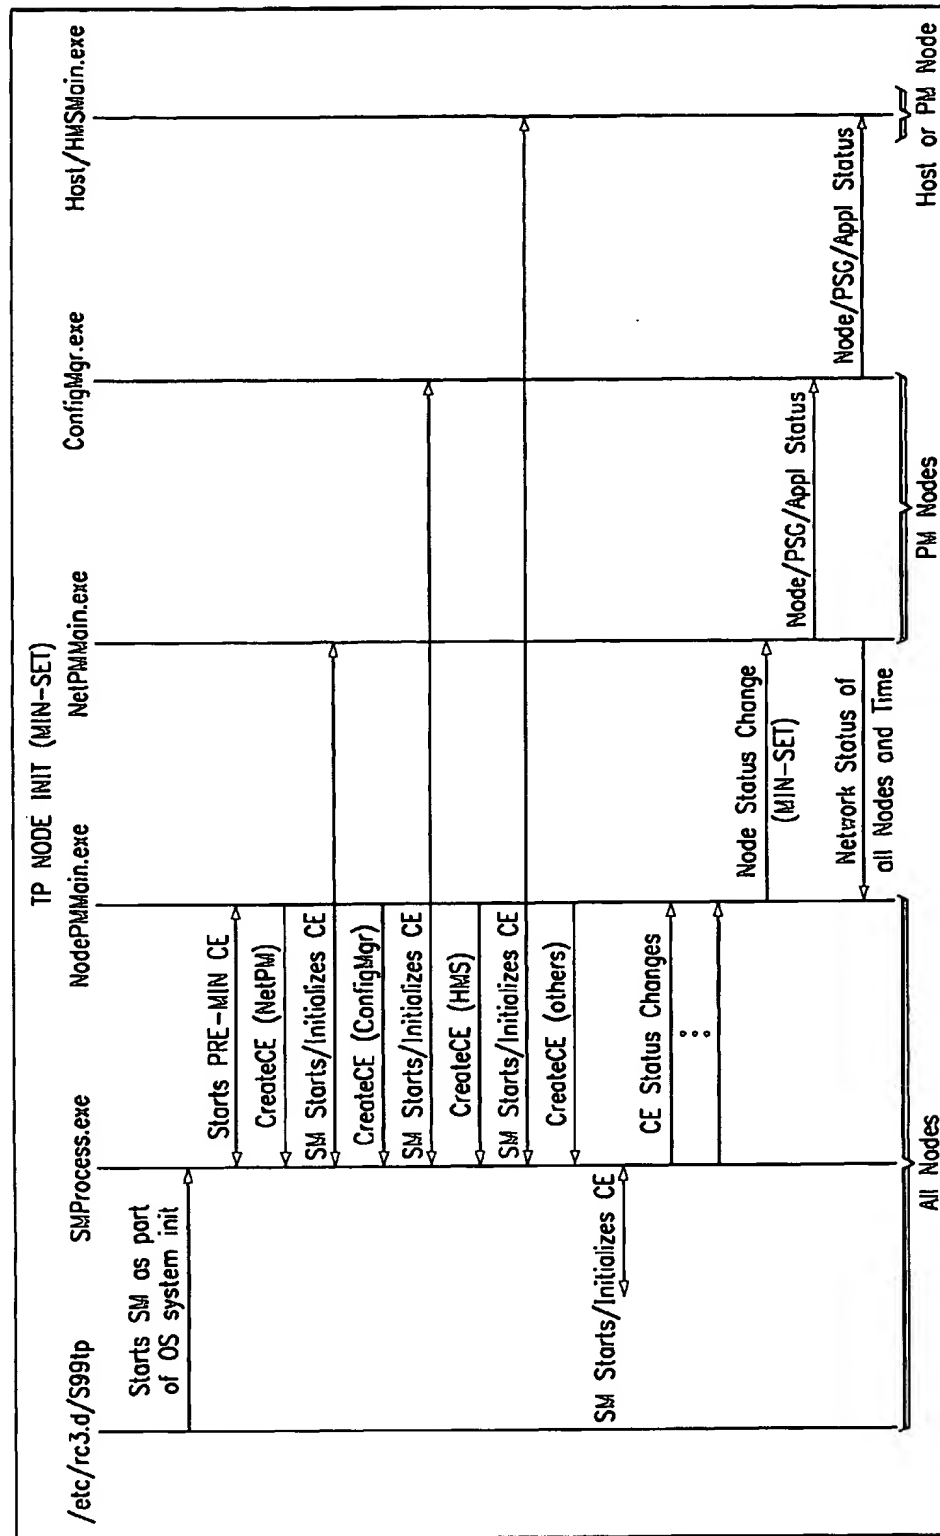 TP NODE INIT (MIN-SET)
/etc/rc3.d/S99tp
SMProcess.exe
NodePMMain.exe
NetPMMain.exe
ConfigMgr.exe
Host/HMSMain.exe
Starts SM as part
of OS system init
Starts PRE-MIN CE
CreateCE (NetPM)
SM Starts/Initializes CE
CreateCE (ConfigMgr)
SM Starts/Initializes CE
CreateCE (HMS)
SM Starts/Initializes CE
CreateCE (others)
SM Starts/Initializes CE
CE Status Changes
Node Status Change
(MIN-SET)
Node/PSG/Appl Status
Network Status of
all Nodes and Time
Node/PSG/Appl Status
All Nodes
PM Nodes
Host or PM Node